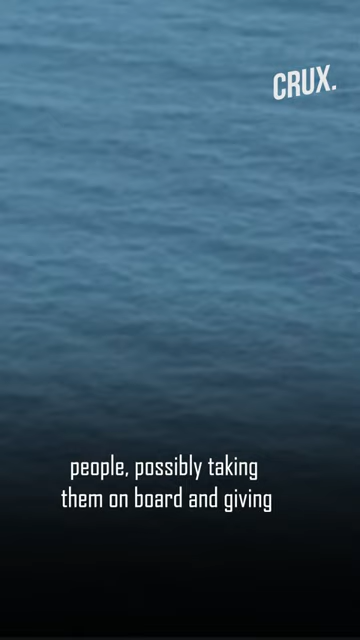 CRUX.
people, possibly taking
them on board and giving